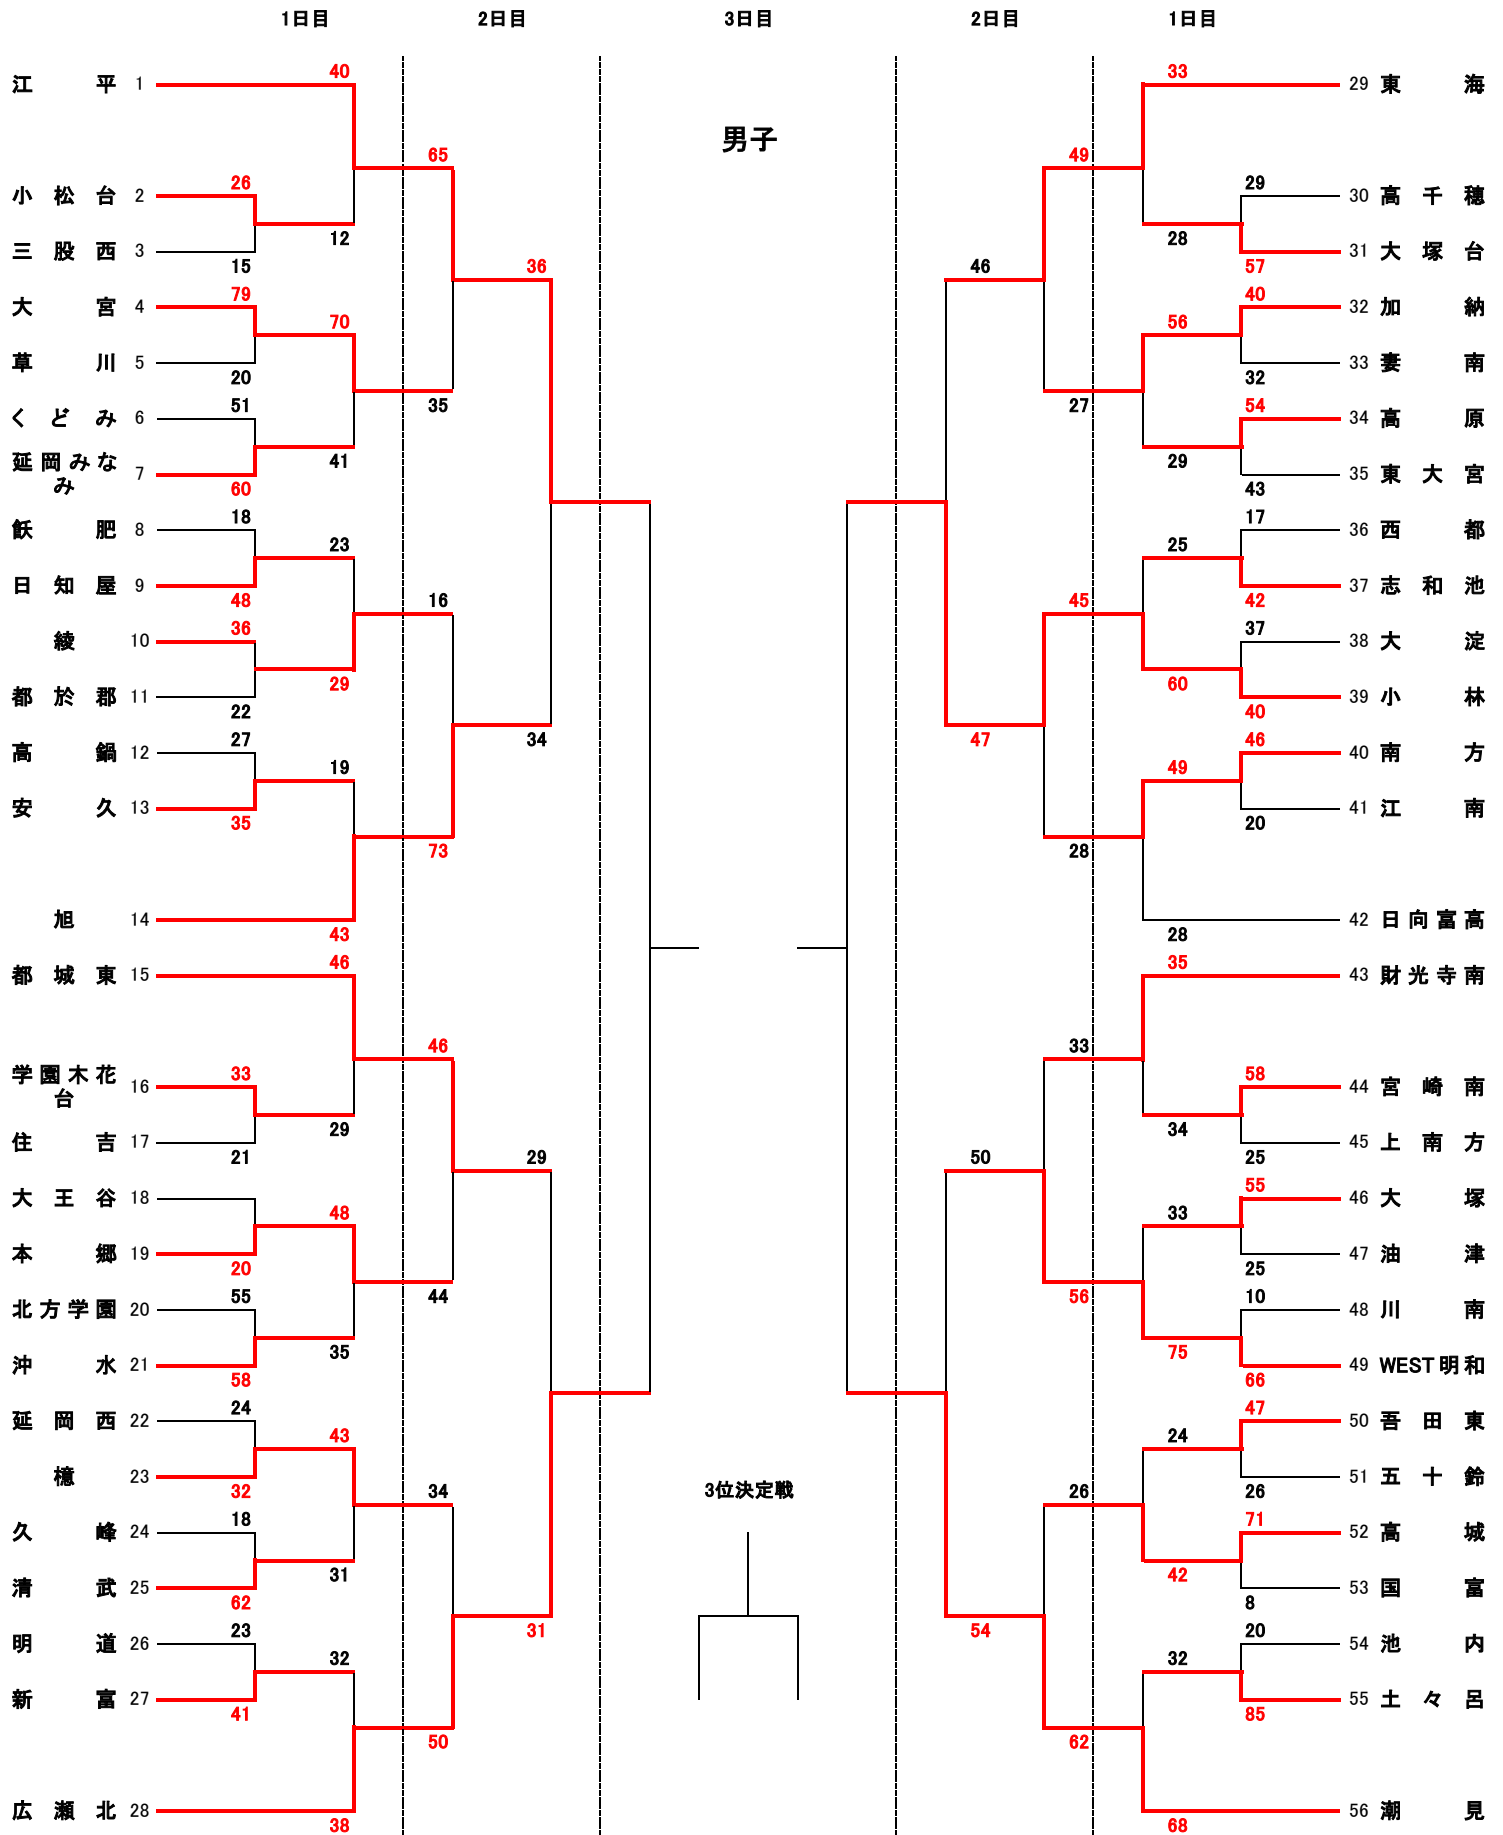 1日目 2日目 3日目 2日目 1日目
男子
江平 1
小松台 2
三股西 3
大宮 4
草川 5
くどみ 6
延岡みな
み 7
飫肥 8
日知屋 9
綾 10
都於郡 11
高鍋 12
安久 13
旭 14
都城東 15
学園木花
台 16
住吉 17
大王谷 18
本郷 19
北方学園 20
沖水 21
延岡西 22
檍 23
久峰 24
清武 25
明道 26
新富 27
広瀬北 28
26
15
79
20
51
60
18
48
36
22
27
35
33
21
20
55
58
24
32
18
62
23
41
40
12
70
41
23
29
19
43
46
29
48
35
43
31
32
38
65
35
16
73
46
44
34
50
36
34
29
31
3位決定戦
46
47
50
54
49
27
45
28
33
56
26
62
33
28
56
29
25
60
49
28
35
34
33
75
24
42
32
68
29
57
40
32
54
43
17
42
37
40
46
20
58
25
55
25
10
66
47
26
71
8
20
85
29 東海
30 高千穂
31 大塚台
32 加納
33 妻南
34 高原
35 東大宮
36 西都
37 志和池
38 大淀
39 小林
40 南方
41 江南
42 日向富高
43 財光寺南
44 宮崎南
45 上南方
46 大塚
47 油津
48 川南
49 WEST明和
50 吾田東
51 五十鈴
52 高城
53 国富
54 池内
55 土々呂
56 潮見